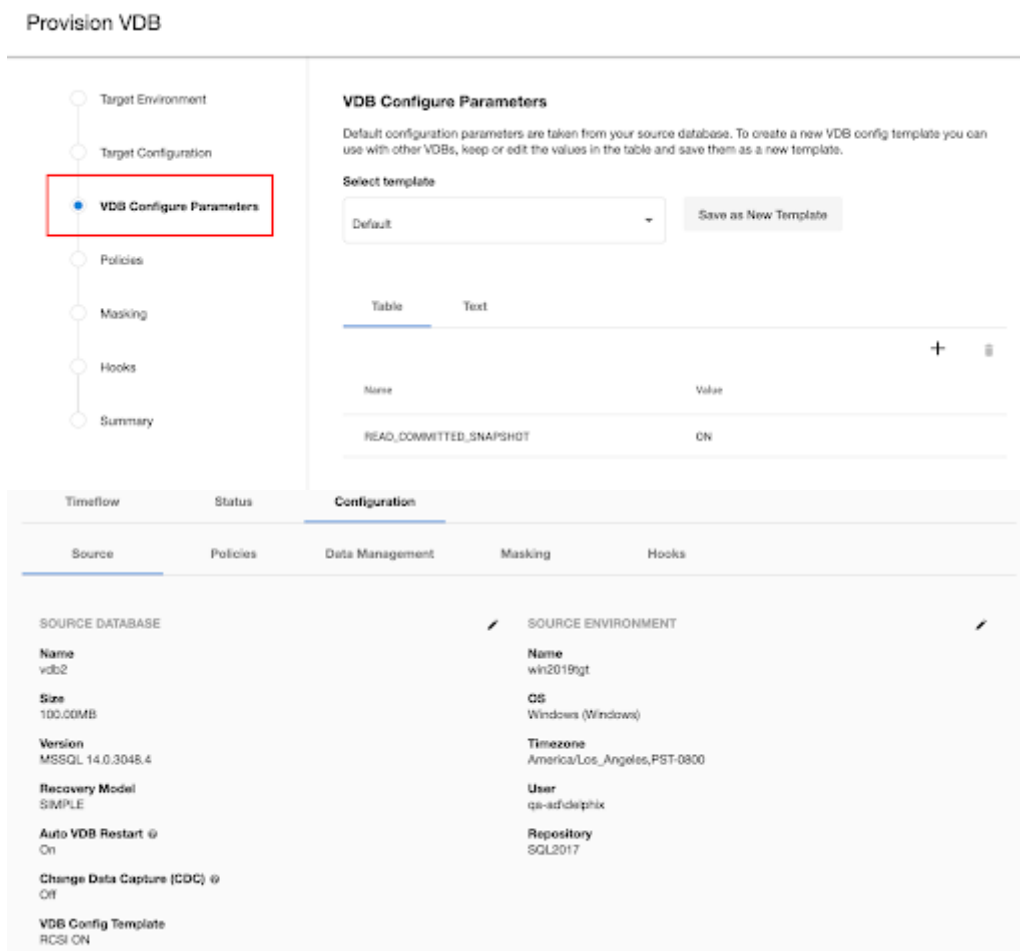 Provision VDB
Target Environment
Target Configuration
VDB Configure Parameters
Policies
Masking
Hooks
Summary
VDB Configure Parameters
Default configuration parameters are taken from your source database. To create a new VDB config template you can
use with other VDBs, keep or edit the values in the table and save them as a new template.
Select template
Default
Save as New Template
Table Text
Name Value
READ_COMMITTED_SNAPSHOT ON
Timeflow Status Configuration
Source Policies Data Management Masking Hooks
SOURCE DATABASE
Name
vdb2
Size
100.00MB
Version
MSSQL 14.0.3048.4
Recovery Model
SIMPLE
Auto VDB Restart
On
Change Data Capture (CDC)
Off
VDB Config Template
RCSI ON
SOURCE ENVIRONMENT
Name
win2019tgt
OS
Windows (Windows)
Timezone
America/Los_Angeles,PST-0800
User
qa-ad\delphix
Repository
SQL2017